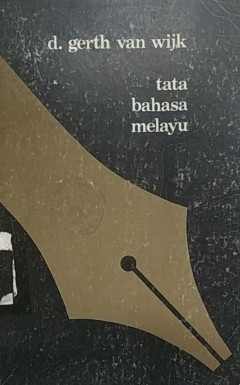 d. gerth van wijk
tata
bahasa
melayu